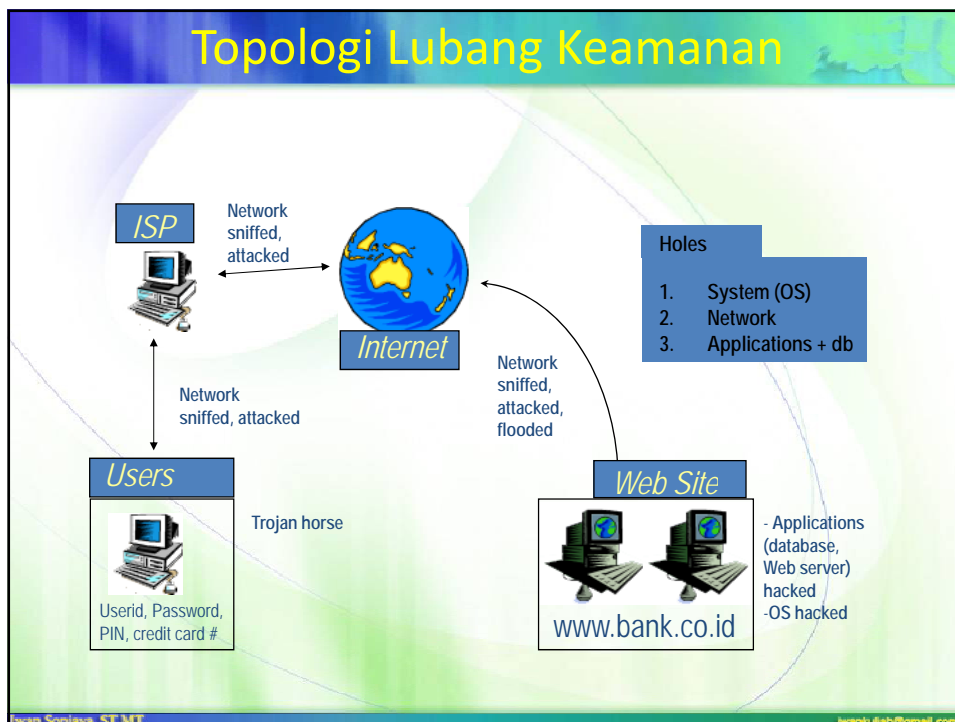 Topologi Lubang Keamanan
ISP
Network
sniffed,
attacked
Internet
Holes
1. System (OS)
2. Network
3. Applications + db
Network
sniffed, attacked
Network
sniffed,
attacked,
flooded
Users
Trojan horse
Userid, Password,
PIN, credit card #
Web Site
www.bank.co.id
- Applications
(database,
Web server)
hacked
-OS hacked
ST,MT